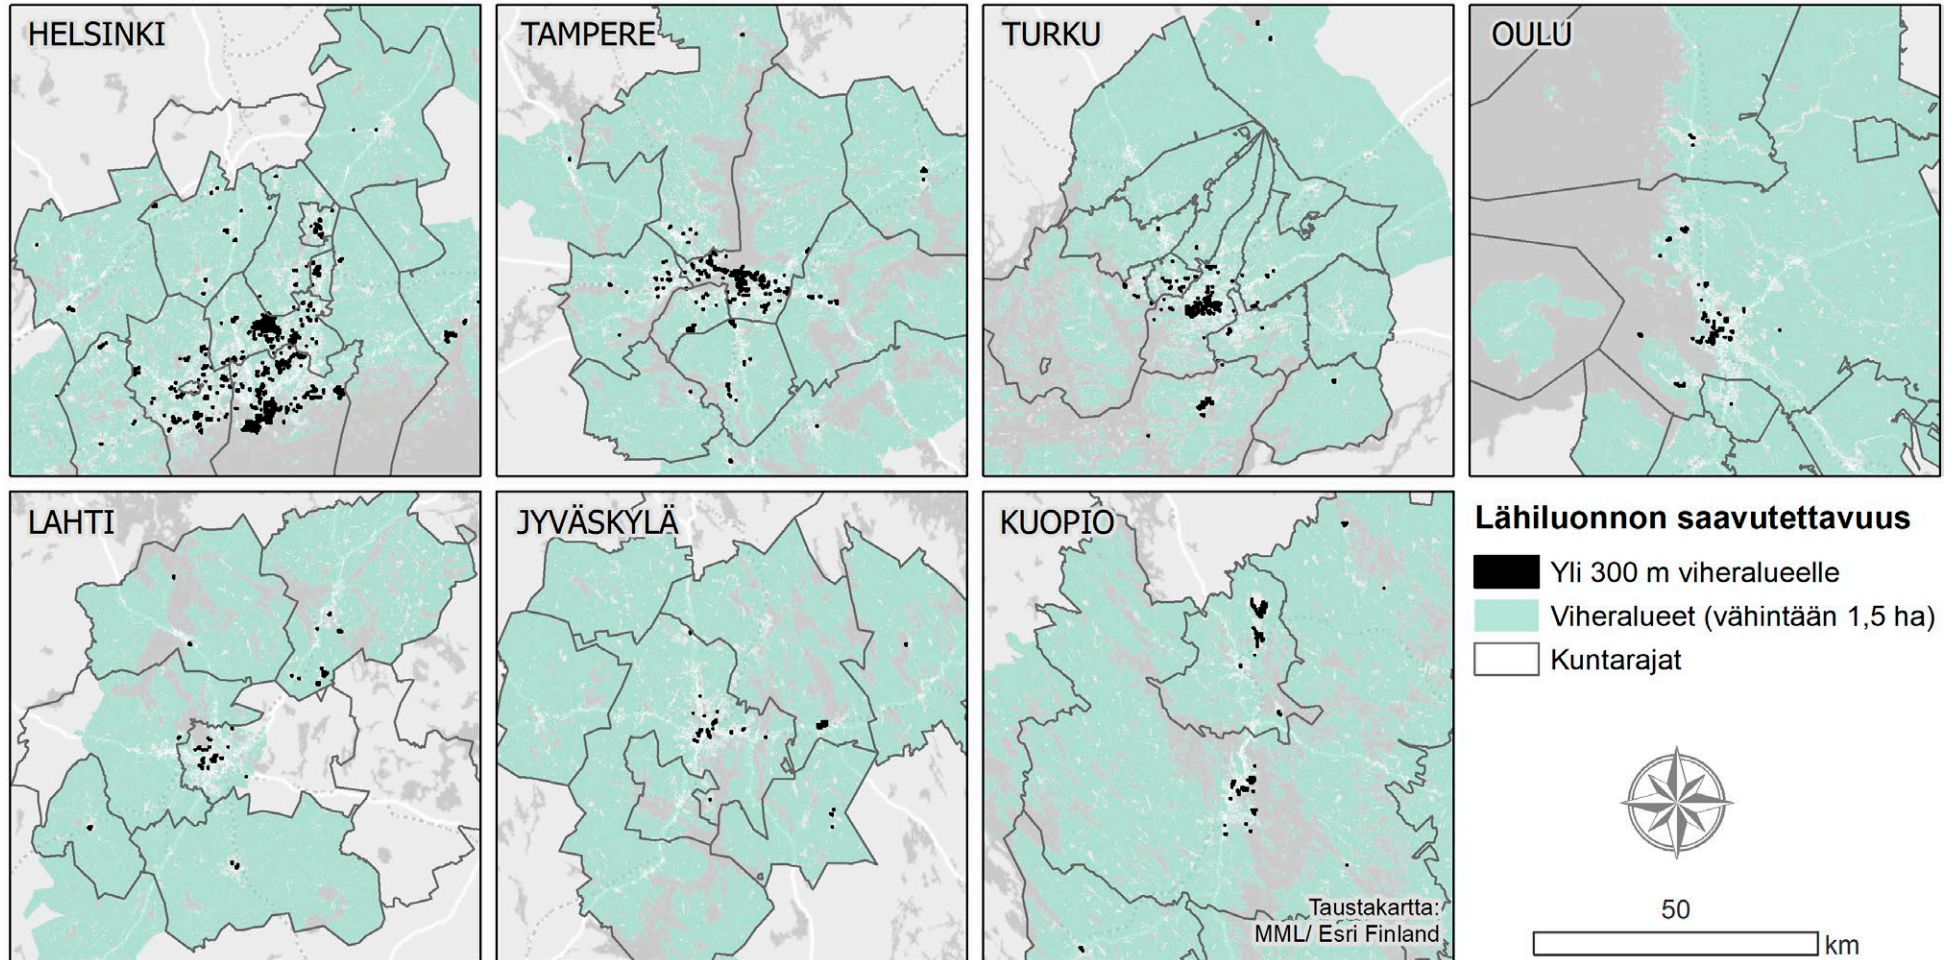 HELSINKI
TAMPERE
TURKU
OULU
LAHTI
JYVÄSKYLÄ
KUOPIO
Taustakartta:
MML/ Esri Finland
Lähiluonnon saavutettavuus
Yli 300 m viheralueelle
Viheralueet (vähintään 1,5 ha)
Kuntarajat
50
km